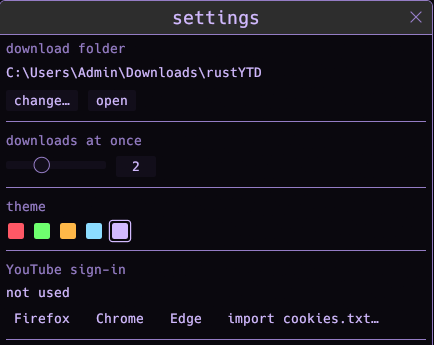 settings
download folder
C:\Users\Admin\Downloads\rustYTD
change… open
downloads at once
2
theme
YouTube sign-in
not used
Firefox Chrome Edge import cookies.txt…